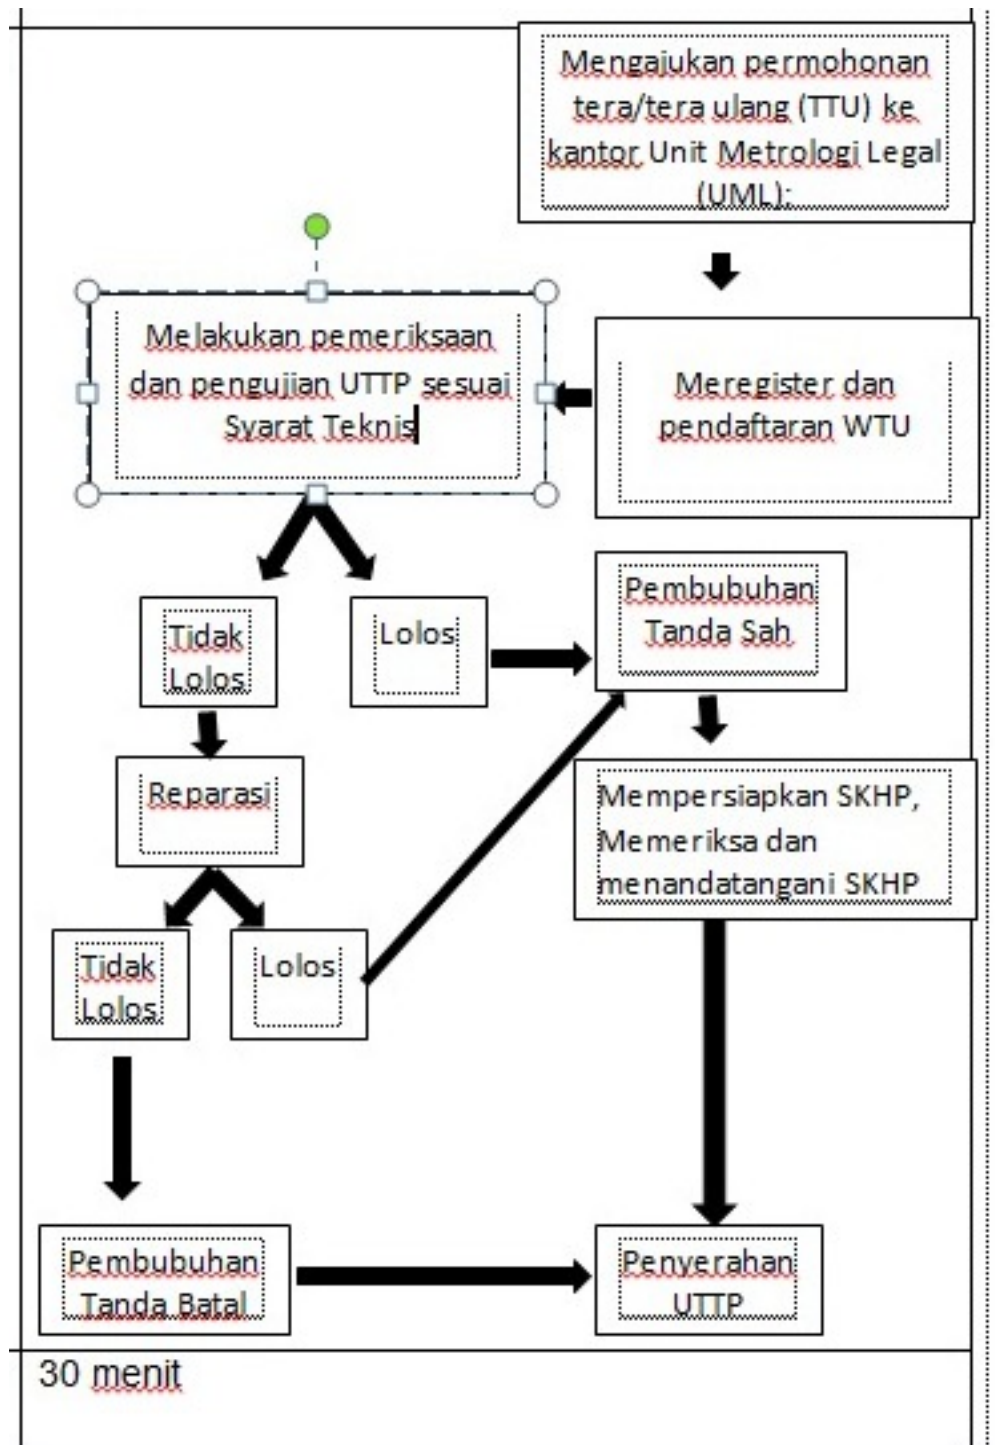 Mengajukan permohonan
tera/tera ulang (TTU) ke
kantor Unit Metrologi Legal
(UML);
Melakukan pemeriksaan
dan pengujian UTTP sesuai
Syarat Teknis
Meregister dan
pendaftaran WTU
Tidak
Lolos
Lolos
Pembubuhan
Tanda Sah
Reparasi
Mempersiapkan SKHP,
Memeriksa dan
menandatangani SKHP
Tidak
Lolos
Lolos
Pembubuhan
Tanda Batal
Penyerahan
UTTP
30 menit